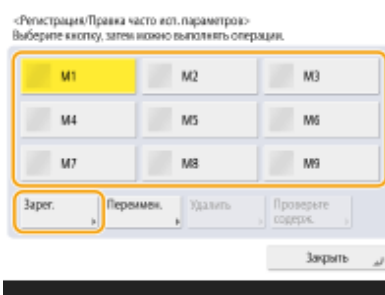 <Регистрация/Правка часто исп. параметров>
Выберите кнопку, затем можно выполнять операции.
M1 M2 M3
M4 M5 M6
M7 M8 M9
Зарег. Переимен. Удалить Проверьте
содерж.
Закрыть